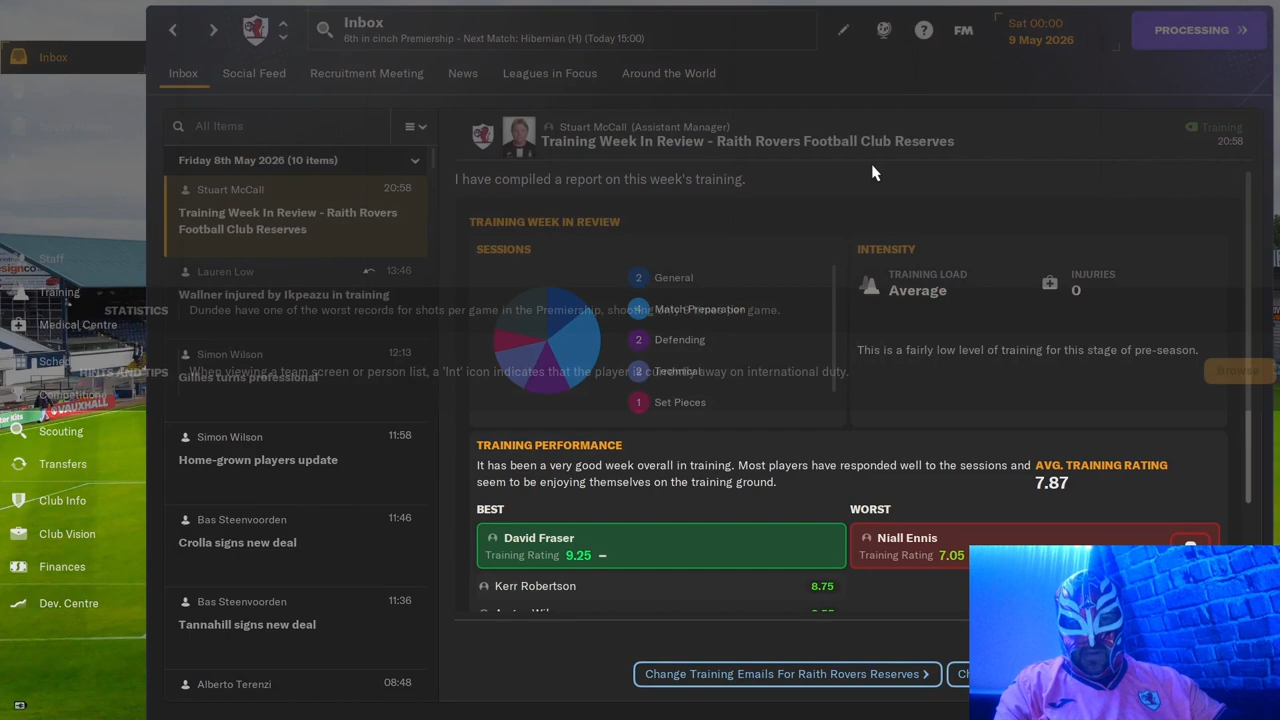 Inbox
6th in cinch Premiership - Next Match: Hibernian (H) (Today 15:00)
FM
Sat 00:00
9 May 2026
PROCESSING
Inbox
Inbox
Social Feed
Recruitment Meeting
News
Leagues in Focus
Around the World
All Items
Friday 8th May 2026 (10 items)
Stuart McCall
20:58
Training Week In Review - Raith Rovers
Football Club Reserves
Lauren Low
13:46
Wallner injured by Ikpeazu in training
Simon Wilson
12:13
Gillies turns professional
Simon Wilson
11:58
Home-grown players update
Bas Steenvoorden
11:46
Crolla signs new deal
Bas Steenvoorden
11:36
Tannahill signs new deal
Alberto Terenzi
08:48
Staff
Training
Medical Centre
Sched
Competitions
Scouting
Transfers
Club Info
Club Vision
Finances
Dev. Centre
VAUXHALL
Stuart McCall (Assistant Manager)
Training Week In Review - Raith Rovers Football Club Reserves
Training
20:58
I have compiled a report on this week's training.
TRAINING WEEK IN REVIEW
SESSIONS
2 General
Match Preparation
2 Defending
2 Technical
1 Set Pieces
INTENSITY
TRAINING LOAD
Average
INJURIES
0
This is a fairly low level of training for this stage of pre-season.
STATISTICS
Dundee have one of the worst records for shots per game in the Premiership, shooting only times per game.
HINTS AND TIPS
When viewing a team screen or person list, a 'Int' icon indicates that the player is currently away on international duty.
Browse
TRAINING PERFORMANCE
It has been a very good week overall in training. Most players have responded well to the sessions and
seem to be enjoying themselves on the training ground.
AVG. TRAINING RATING
7.87
BEST
David Fraser
Training Rating 9.25 –
Kerr Robertson
8.75
WORST
Niall Ennis
Training Rating 7.05
Change Training Emails For Raith Rovers Reserves